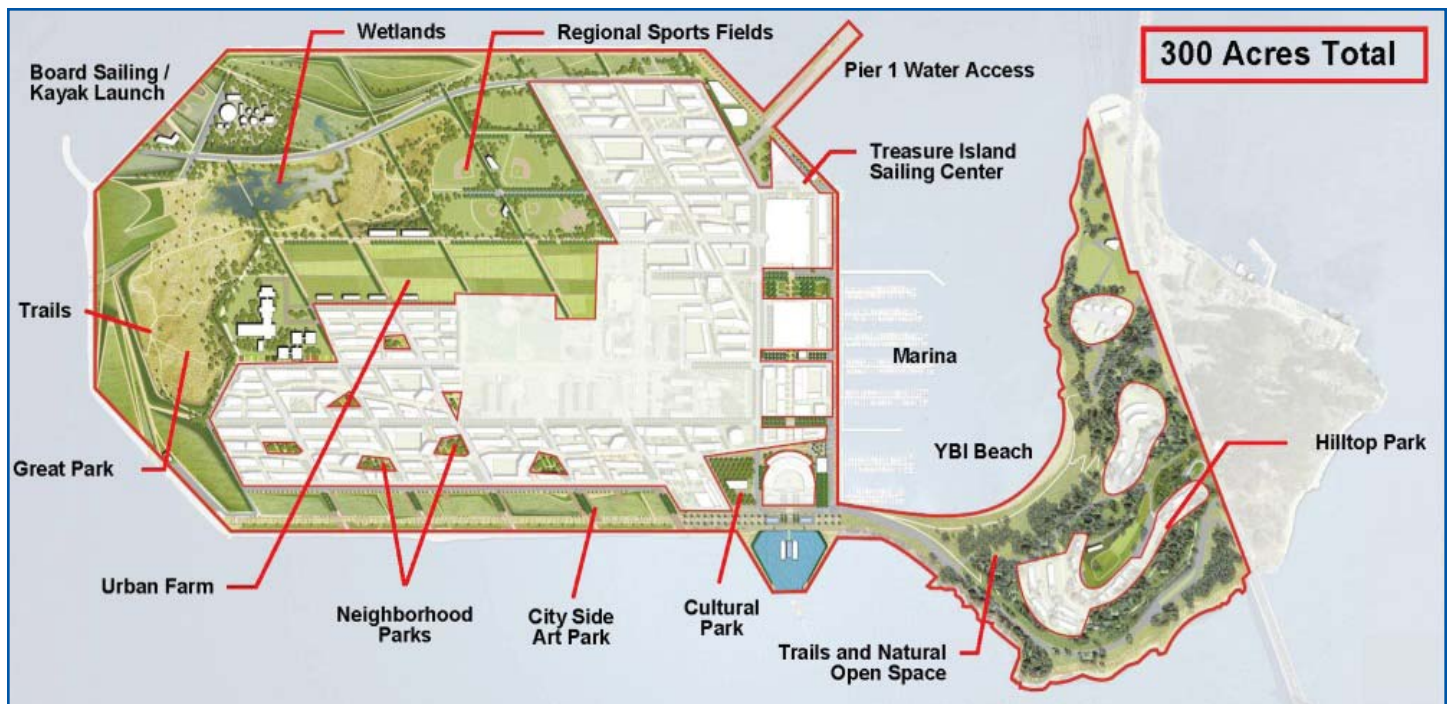 Wetlands
Regional Sports Fields
300 Acres Total
Board Sailing /
Kayak Launch
Pier 1 Water Access
Treasure Island
Sailing Center
Trails
Marina
Great Park
YBI Beach
Hilltop Park
Urban Farm
Neighborhood
Parks
City Side
Art Park
Cultural
Park
Trails and Natural
Open Space